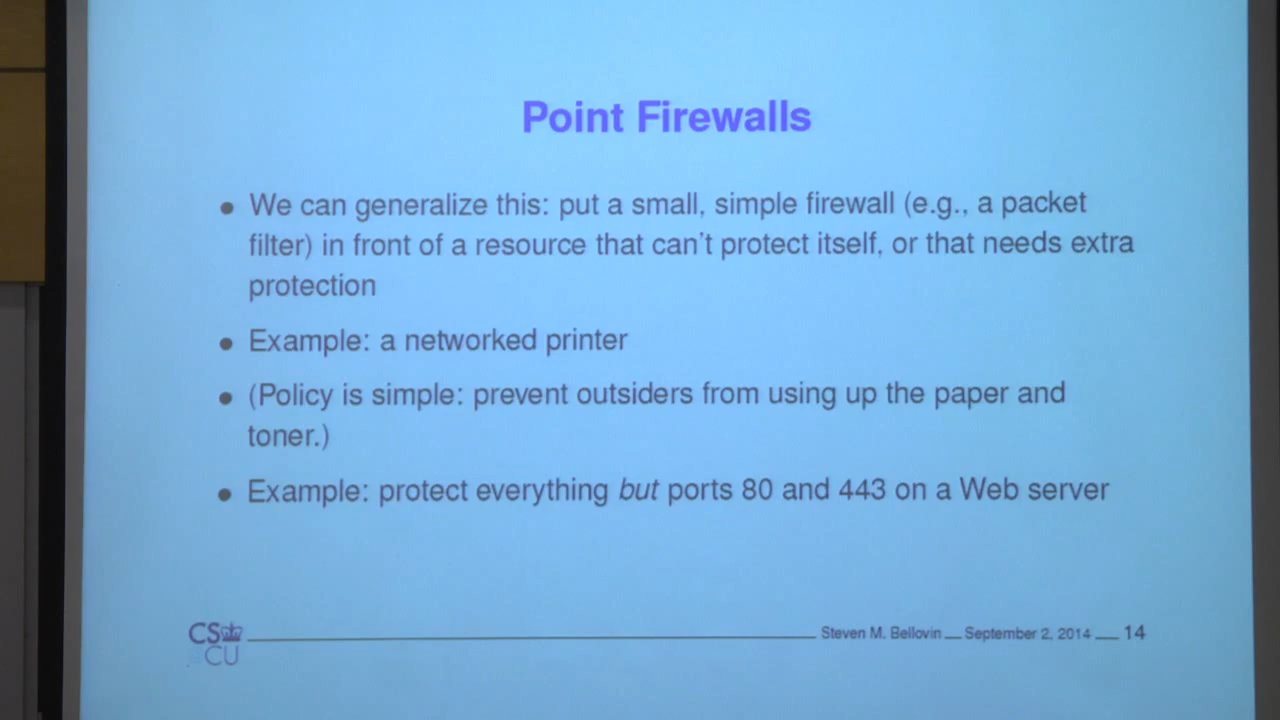 Point Firewalls
• We can generalize this: put a small, simple firewall (e.g., a packet
filter) in front of a resource that can't protect itself, or that needs extra
protection
• Example: a networked printer
• (Policy is simple: prevent outsiders from using up the paper and
toner.)
• Example: protect everything but ports 80 and 443 on a Web server
CS
CU
Steven M. Bellovin __ September 2, 2014 __ 14